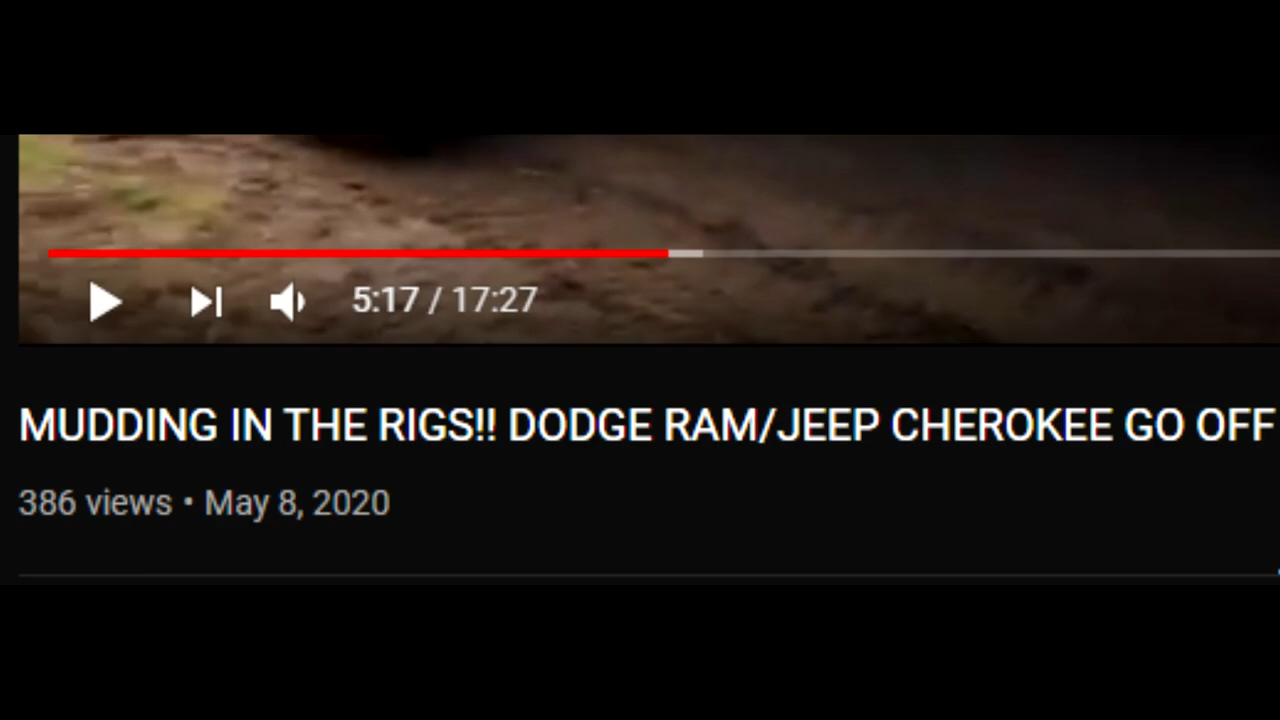 5:17 / 17:27
MUDDING IN THE RIGS!! DODGE RAM/JEEP CHEROKEE GO OFF
386 views • May 8, 2020